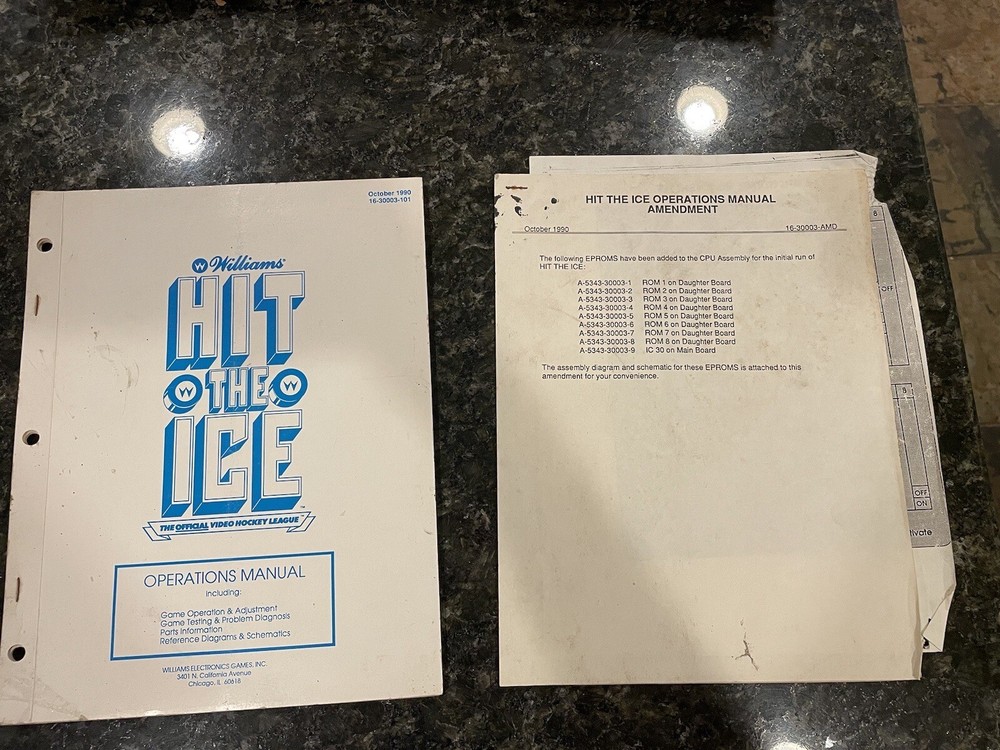 October 1990
16-30003-101
W Williams®
HIT
W THE W
ICE
THE OFFICIAL VIDEO HOCKEY LEAGUE™
OPERATIONS MANUAL
including:
Game Operation & Adjustment
Game Testing & Problem Diagnosis
Parts Information
Reference Diagrams & Schematics
WILLIAMS ELECTRONICS GAMES, INC.
3401 N. California Avenue
Chicago, IL 60618
HIT THE ICE OPERATIONS MANUAL
AMENDMENT
October 1990 16-30003-AMD
The following EPROMS have been added to the CPU Assembly for the initial run of
HIT THE ICE:
A-5343-30003-1 ROM 1 on Daughter Board
A-5343-30003-2 ROM 2 on Daughter Board
A-5343-30003-3 ROM 3 on Daughter Board
A-5343-30003-4 ROM 4 on Daughter Board
A-5343-30003-5 ROM 5 on Daughter Board
A-5343-30003-6 ROM 6 on Daughter Board
A-5343-30003-7 ROM 7 on Daughter Board
A-5343-30003-8 ROM 8 on Daughter Board
A-5343-30003-9 IC 30 on Main Board
The assembly diagram and schematic for these EPROMS is attached to this
amendment for your convenience.
8
OFF
8
OFF
ON
tivate